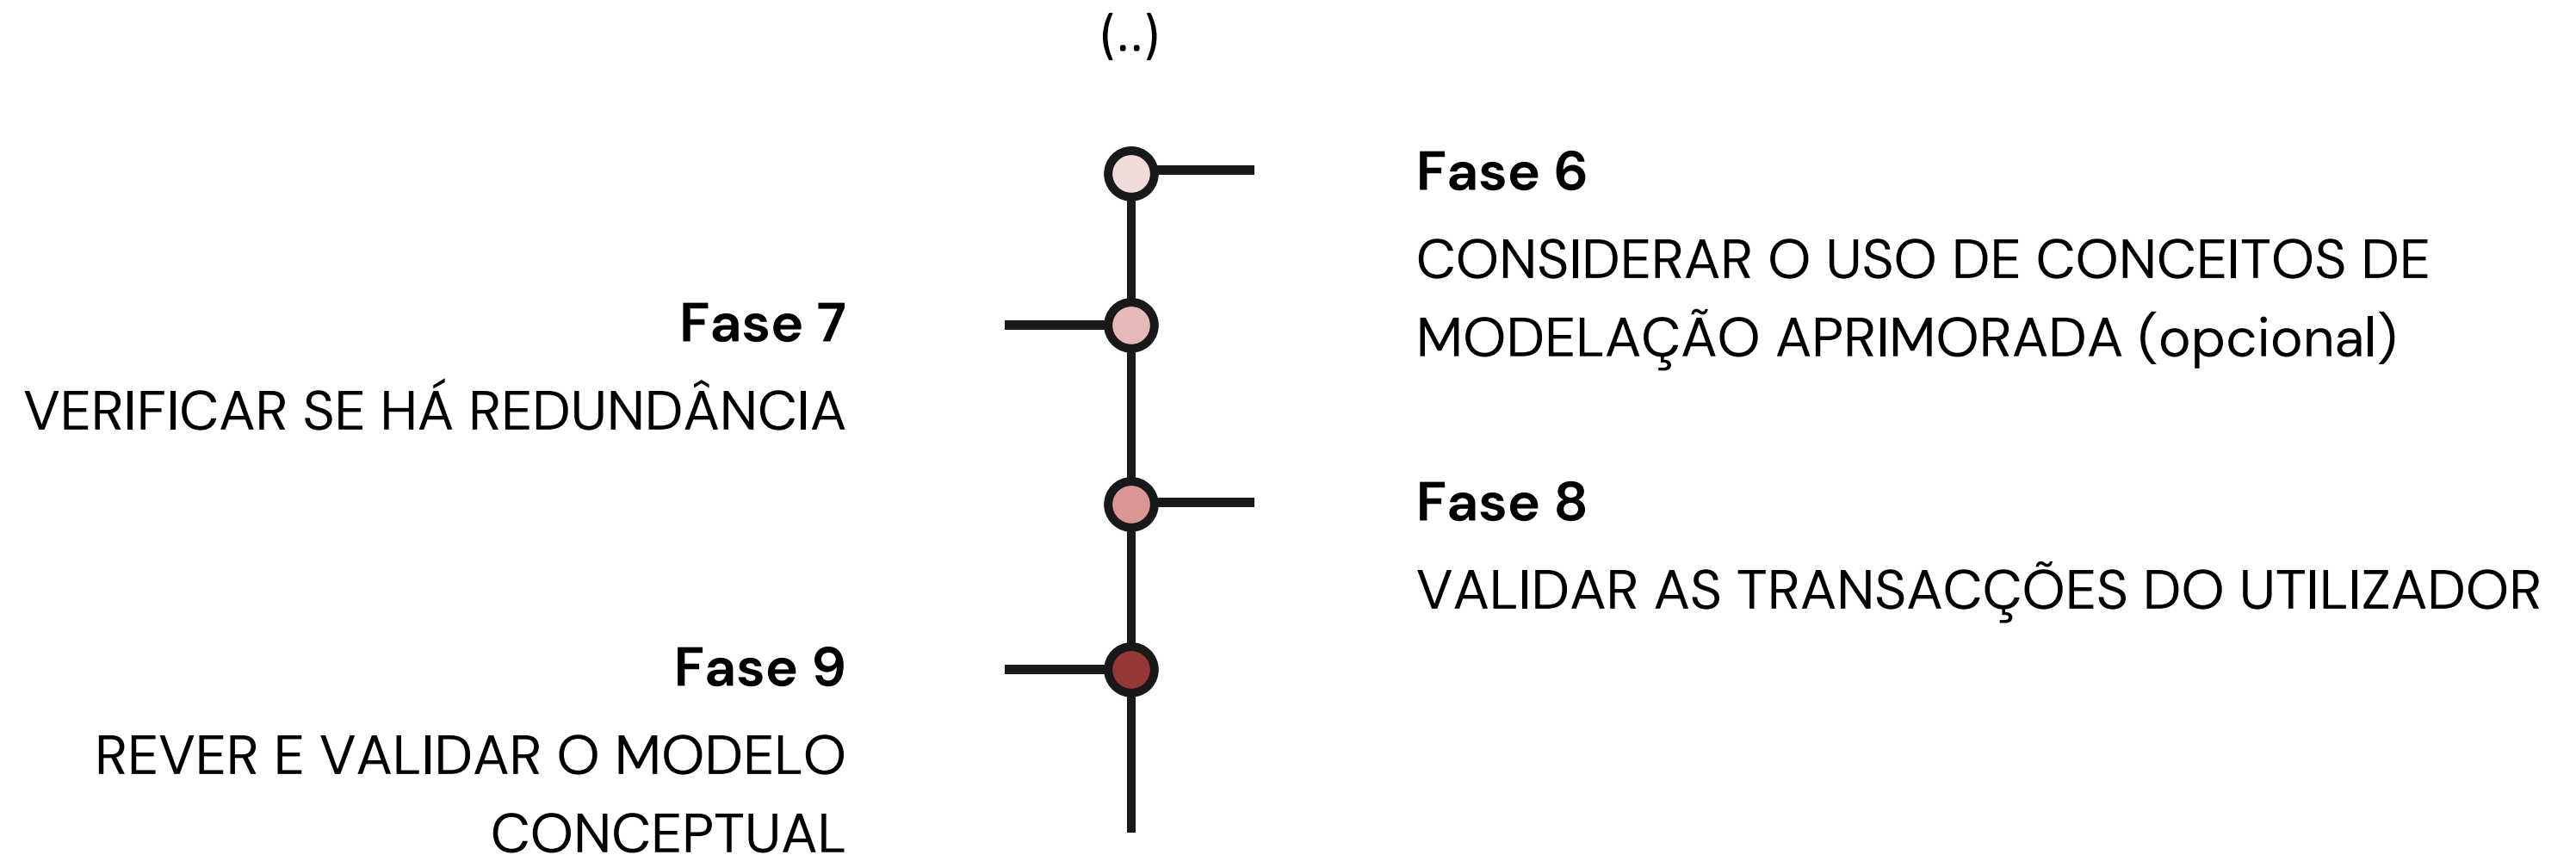 (..)
Fase 6
CONSIDERAR O USO DE CONCEITOS DE
MODELAÇÃO APRIMORADA (opcional)
Fase 7
VERIFICAR SE HÁ REDUNDÂNCIA
Fase 8
VALIDAR AS TRANSACÇÕES DO UTILIZADOR
Fase 9
REVER E VALIDAR O MODELO
CONCEPTUAL